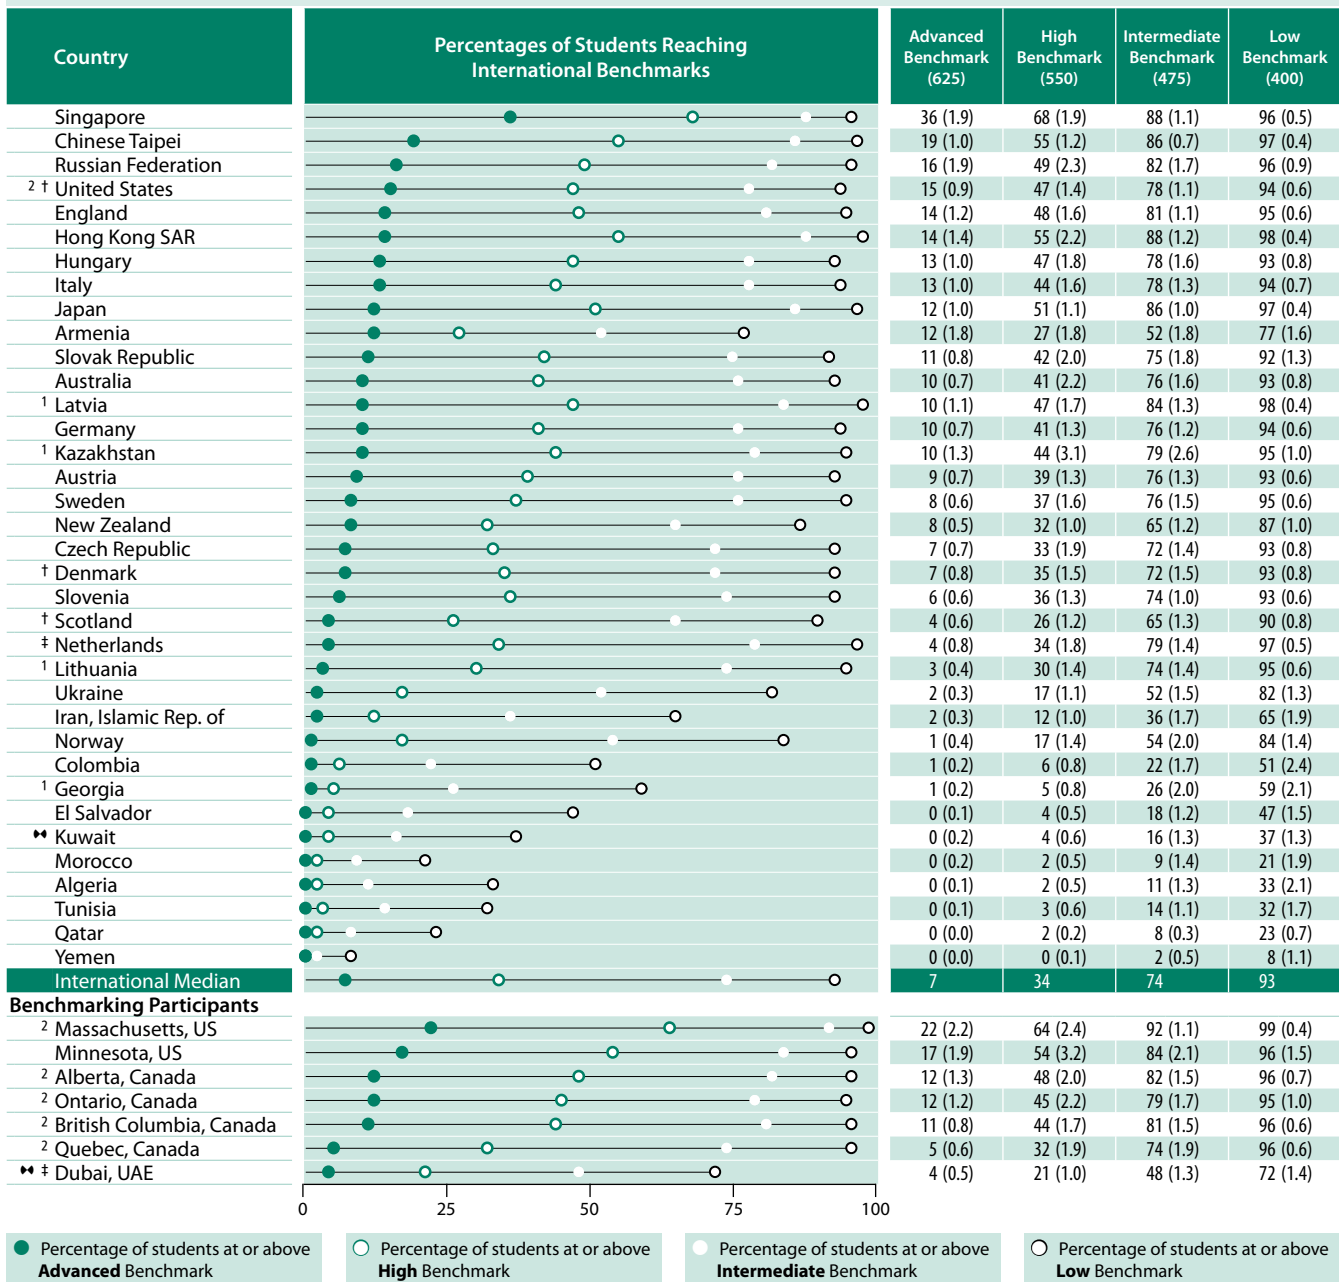 Country
Percentages of Students Reaching
International Benchmarks
Advanced
Benchmark
(625)
High
Benchmark
(550)
Intermediate
Benchmark
(475)
Low
Benchmark
(400)
Singapore 36 (1.9) 68 (1.9) 88 (1.1) 96 (0.5)
Chinese Taipei 19 (1.0) 55 (1.2) 86 (0.7) 97 (0.4)
Russian Federation 16 (1.9) 49 (2.3) 82 (1.7) 96 (0.9)
2 † United States 15 (0.9) 47 (1.4) 78 (1.1) 94 (0.6)
England 14 (1.2) 48 (1.6) 81 (1.1) 95 (0.6)
Hong Kong SAR 14 (1.4) 55 (2.2) 88 (1.2) 98 (0.4)
Hungary 13 (1.0) 47 (1.8) 78 (1.6) 93 (0.8)
Italy 13 (1.0) 44 (1.6) 78 (1.3) 94 (0.7)
Japan 12 (1.0) 51 (1.1) 86 (1.0) 97 (0.4)
Armenia 12 (1.8) 27 (1.8) 52 (1.8) 77 (1.6)
Slovak Republic 11 (0.8) 42 (2.0) 75 (1.8) 92 (1.3)
Australia 10 (0.7) 41 (2.2) 76 (1.6) 93 (0.8)
1 Latvia 10 (1.1) 47 (1.7) 84 (1.3) 98 (0.4)
Germany 10 (0.7) 41 (1.3) 76 (1.2) 94 (0.6)
1 Kazakhstan 10 (1.3) 44 (3.1) 79 (2.6) 95 (1.0)
Austria 9 (0.7) 39 (1.3) 76 (1.3) 93 (0.6)
Sweden 8 (0.6) 37 (1.6) 76 (1.5) 95 (0.6)
New Zealand 8 (0.5) 32 (1.0) 65 (1.2) 87 (1.0)
Czech Republic 7 (0.7) 33 (1.9) 72 (1.4) 93 (0.8)
† Denmark 7 (0.8) 35 (1.5) 72 (1.5) 93 (0.8)
Slovenia 6 (0.6) 36 (1.3) 74 (1.0) 93 (0.6)
† Scotland 4 (0.6) 26 (1.2) 65 (1.3) 90 (0.8)
‡ Netherlands 4 (0.8) 34 (1.8) 79 (1.4) 97 (0.5)
1 Lithuania 3 (0.4) 30 (1.4) 74 (1.4) 95 (0.6)
Ukraine 2 (0.3) 17 (1.1) 52 (1.5) 82 (1.3)
Iran, Islamic Rep. of 2 (0.3) 12 (1.0) 36 (1.7) 65 (1.9)
Norway 1 (0.4) 17 (1.4) 54 (2.0) 84 (1.4)
Colombia 1 (0.2) 6 (0.8) 22 (1.7) 51 (2.4)
1 Georgia 1 (0.2) 5 (0.8) 26 (2.0) 59 (2.1)
El Salvador 0 (0.1) 4 (0.5) 18 (1.2) 47 (1.5)
Kuwait 0 (0.2) 4 (0.6) 16 (1.3) 37 (1.3)
Morocco 0 (0.2) 2 (0.5) 9 (1.4) 21 (1.9)
Algeria 0 (0.1) 2 (0.5) 11 (1.3) 33 (2.1)
Tunisia 0 (0.1) 3 (0.6) 14 (1.1) 32 (1.7)
Qatar 0 (0.0) 2 (0.2) 8 (0.3) 23 (0.7)
Yemen 0 (0.0) 0 (0.1) 2 (0.5) 8 (1.1)
International Median 7 34 74 93
Benchmarking Participants
2 Massachusetts, US 22 (2.2) 64 (2.4) 92 (1.1) 99 (0.4)
Minnesota, US 17 (1.9) 54 (3.2) 84 (2.1) 96 (1.5)
2 Alberta, Canada 12 (1.3) 48 (2.0) 82 (1.5) 96 (0.7)
2 Ontario, Canada 12 (1.2) 45 (2.2) 79 (1.7) 95 (1.0)
2 British Columbia, Canada 11 (0.8) 44 (1.7) 81 (1.5) 96 (0.6)
2 Quebec, Canada 5 (0.6) 32 (1.9) 74 (1.9) 96 (0.6)
‡ Dubai, UAE 4 (0.5) 21 (1.0) 48 (1.3) 72 (1.4)
0 25 50 75 100
Percentage of students at or above
Advanced Benchmark
Percentage of students at or above
High Benchmark
Percentage of students at or above
Intermediate Benchmark
Percentage of students at or above
Low Benchmark